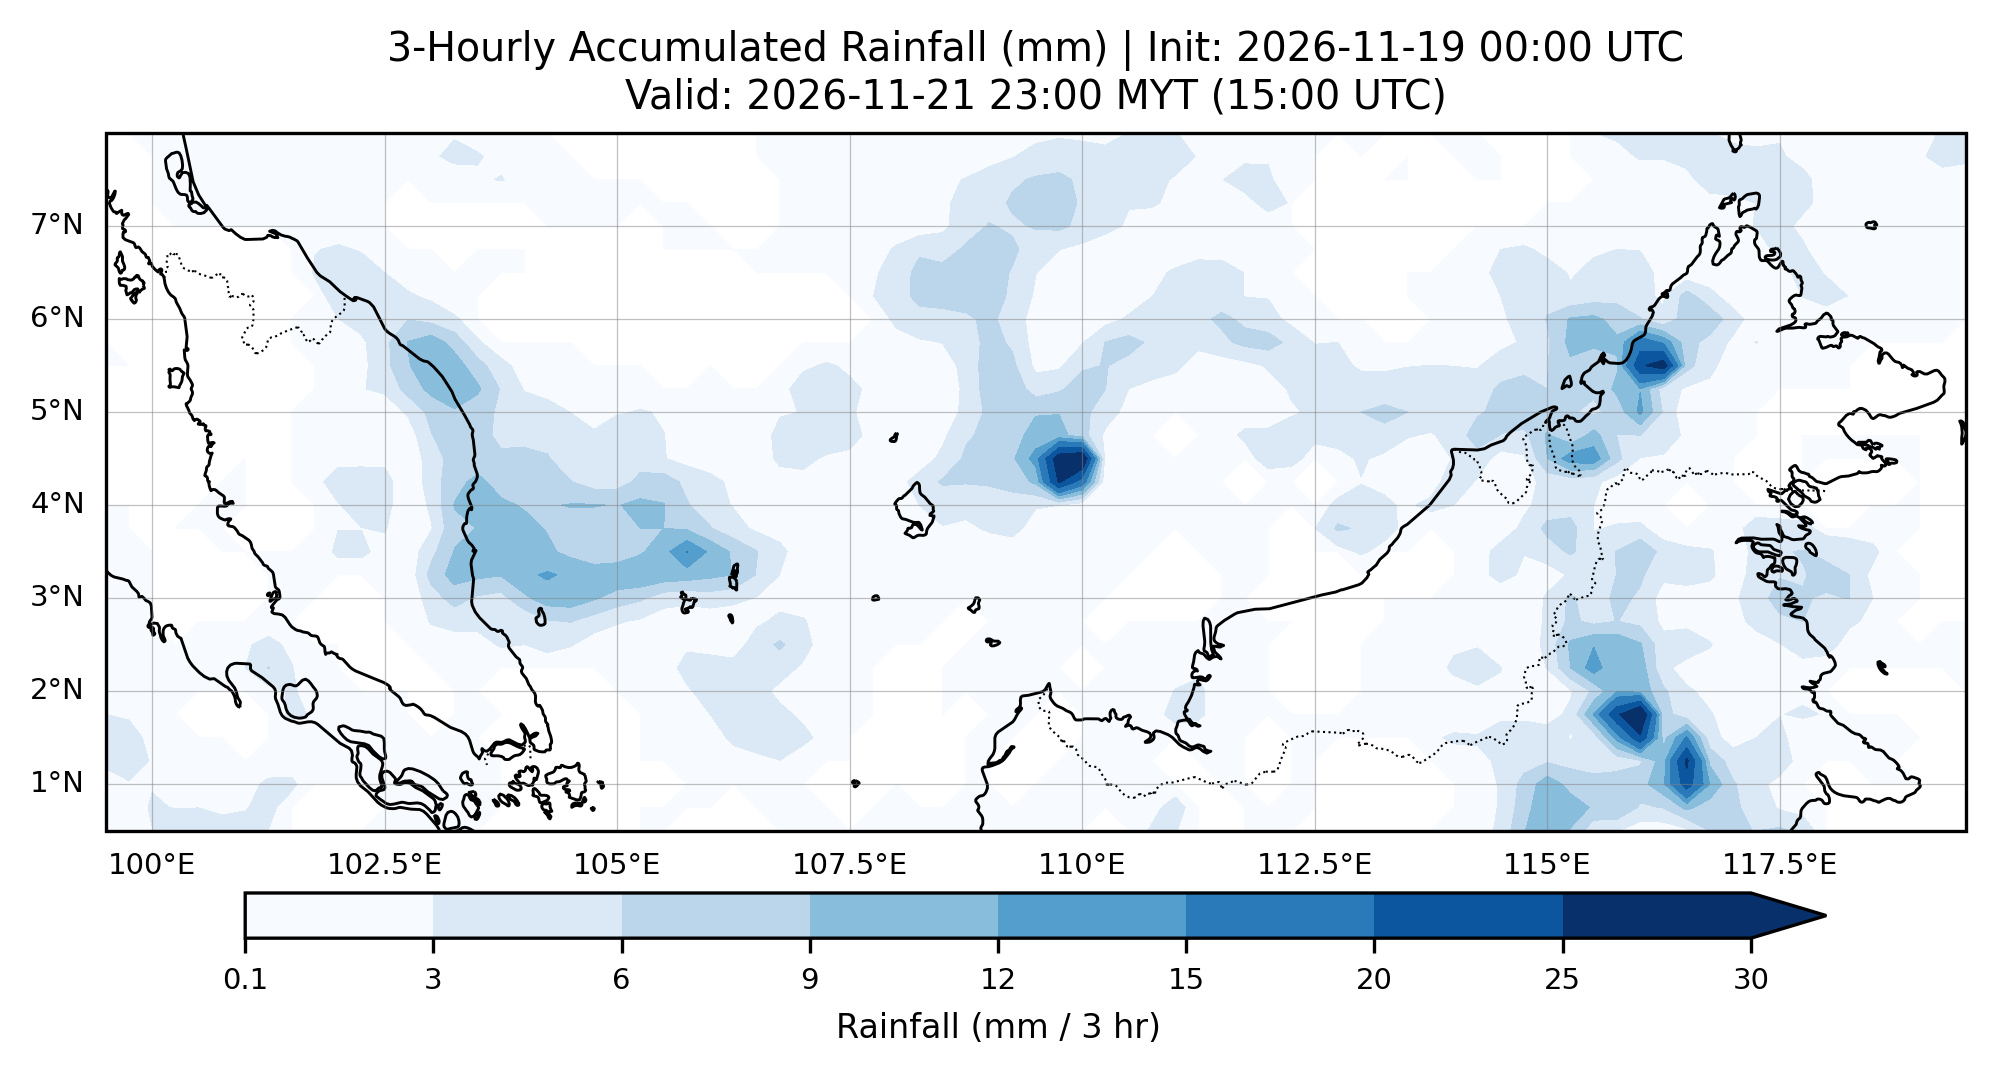 3-Hourly Accumulated Rainfall (mm) | Init: 2026-11-19 00:00 UTC
Valid: 2026-11-21 23:00 MYT (15:00 UTC)
7°N
6°N
5°N
4°N
3°N
2°N
1°N
100°E 102.5°E 105°E 107.5°E 110°E 112.5°E 115°E 117.5°E
0.1 3 6 9 12 15 20 25 30
Rainfall (mm / 3 hr)